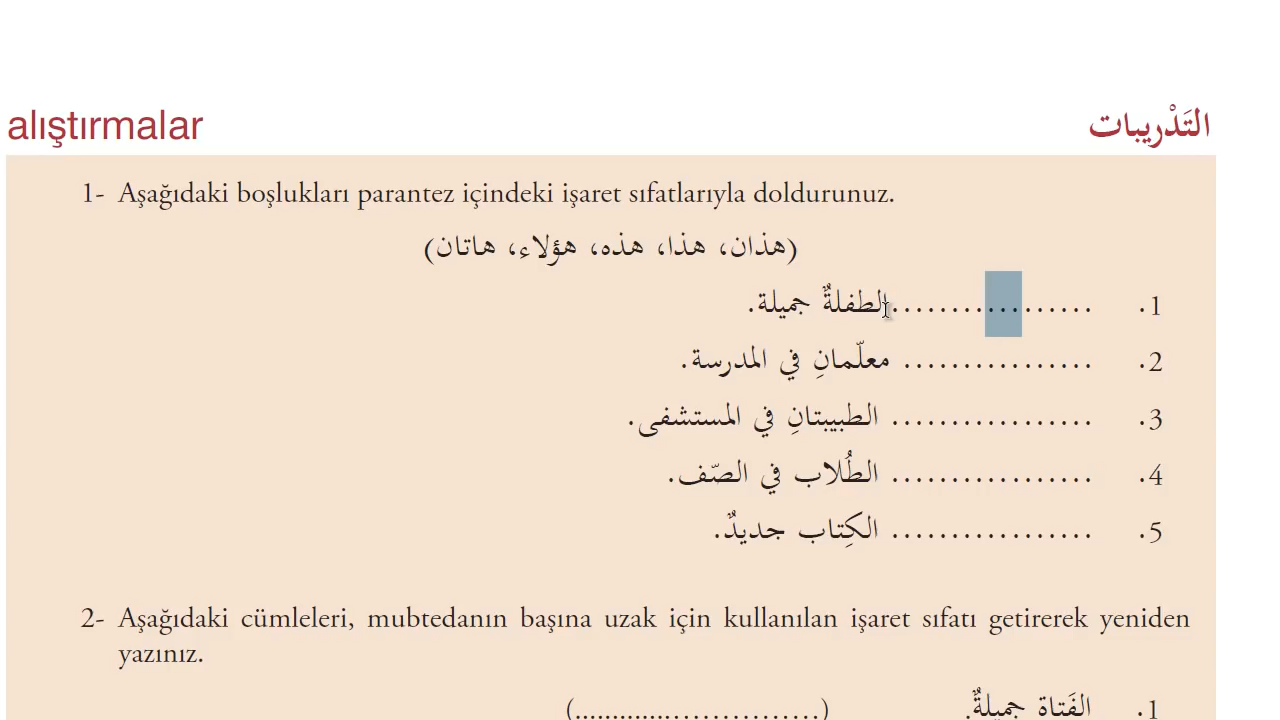 alıştırmalar
التَدْريبات
1- Aşağıdaki boşlukları parantez içindeki işaret sıfatlarıyla doldurunuz.
(هذان، هذا، هذه، هؤلاء، هاتان)
1. .................الطفلةٌ جميلة.
2. ................ معلّمانِ في المدرسة.
3. ................. الطبيبتانِ في المستشفى.
4. ................. الطُلاب في الصّف.
5. ................. الكِتاب جديدٌ.
2- Aşağıdaki cümleleri, mubtedanın başına uzak için kullanılan işaret sıfatı getirerek yeniden
yazınız.
1. الفَتاة جميلةٌ. (............................)